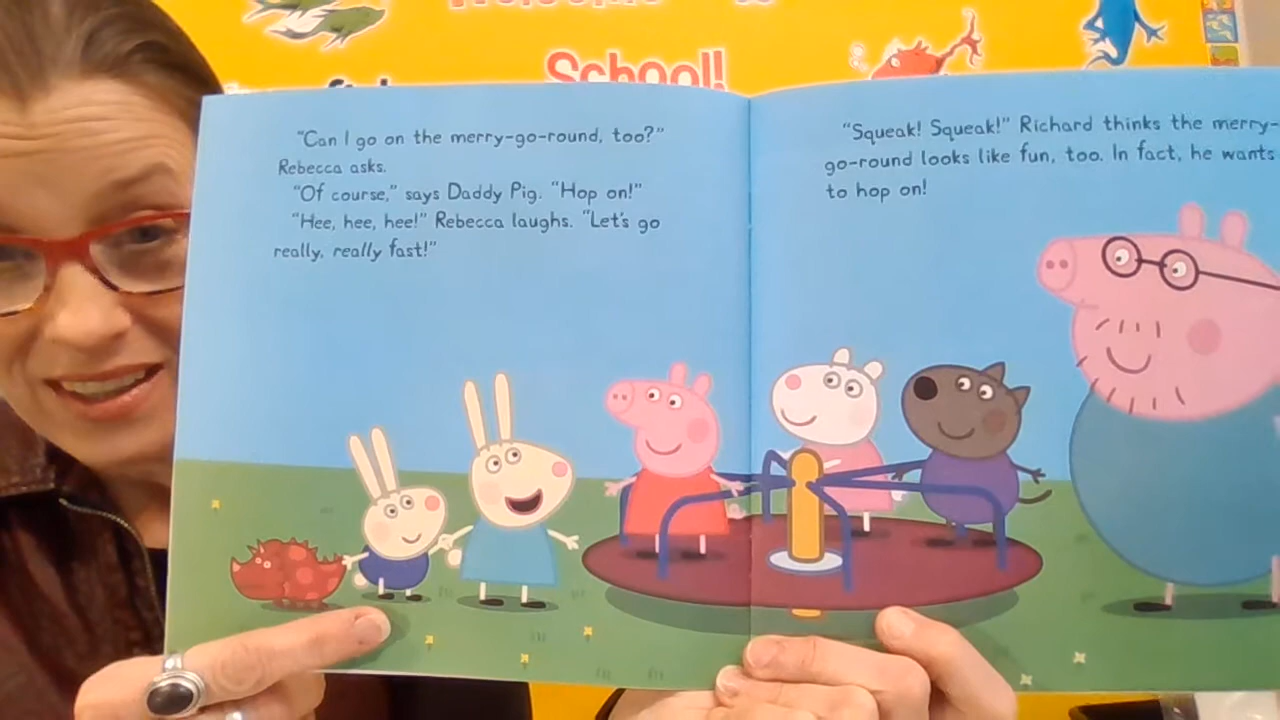 School!
"Can I go on the merry-go-round, too?"
Rebecca asks.
"Of course," says Daddy Pig. "Hop on!"
"Hee, hee, hee!" Rebecca laughs. "Let's go
really, really fast!"
"Squeak! Squeak!" Richard thinks the merry-
go-round looks like fun, too. In fact, he wants
to hop on!